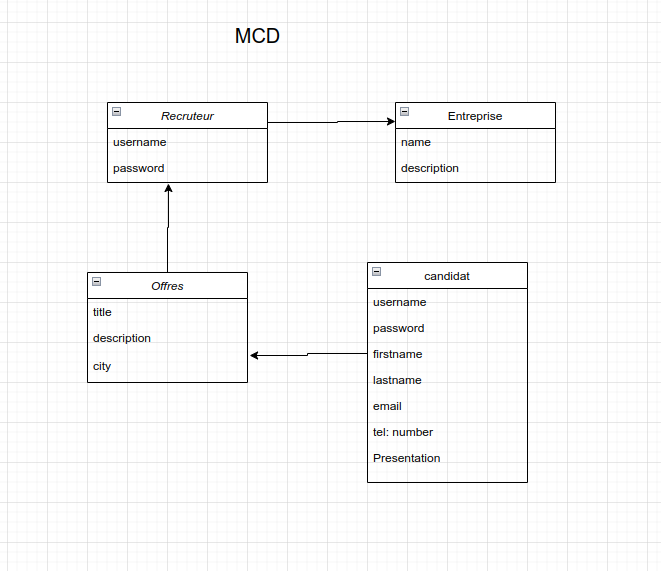 MCD
Recruteur
username
password
Entreprise
name
description
Offres
title
description
city
candidat
username
password
firstname
lastname
email
tel: number
Presentation